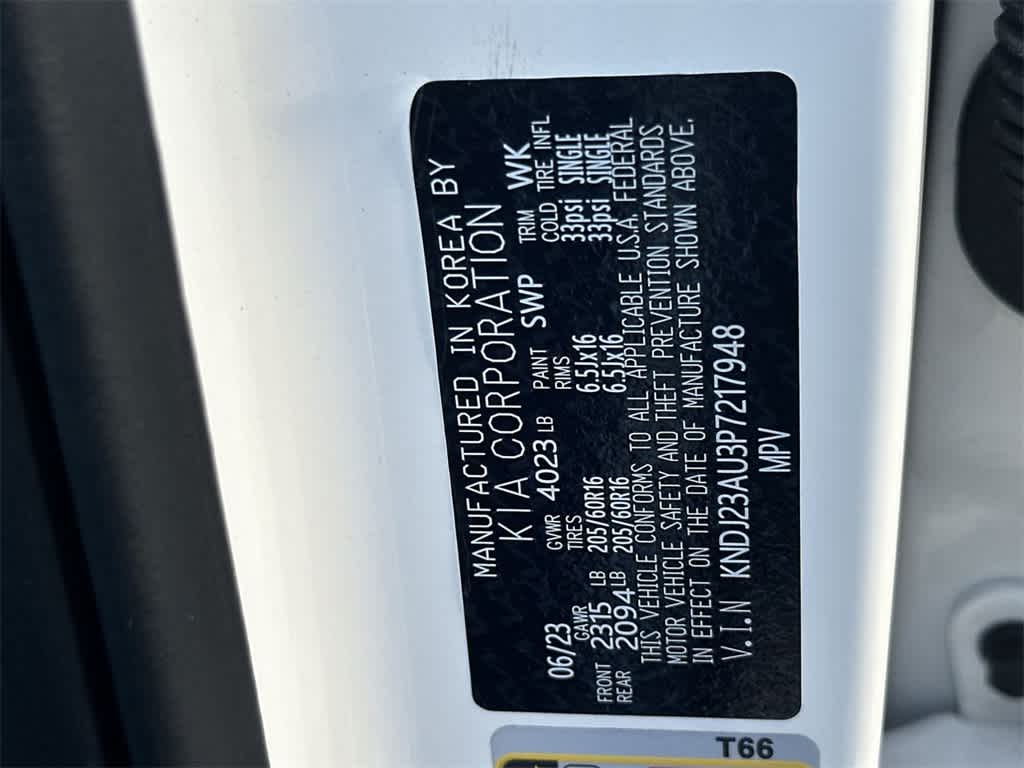 MANUFACTURED IN KOREA BY
KIA CORPORATION
06/23 GVWR 4023 LB PAINT SWP TRIM WK
GAWR TIRES RIMS COLD TIRE INFL
FRONT 2315 LB 205/60R16 6.5Jx16 33psi SINGLE
REAR 2094 LB 205/60R16 6.5Jx16 33psi SINGLE
THIS VEHICLE CONFORMS TO ALL APPLICABLE U.S.A. FEDERAL
MOTOR VEHICLE SAFETY AND THEFT PREVENTION STANDARDS
IN EFFECT ON THE DATE OF MANUFACTURE SHOWN ABOVE.
V.I.N KNDJ23AU3P7217948
MPV
T66